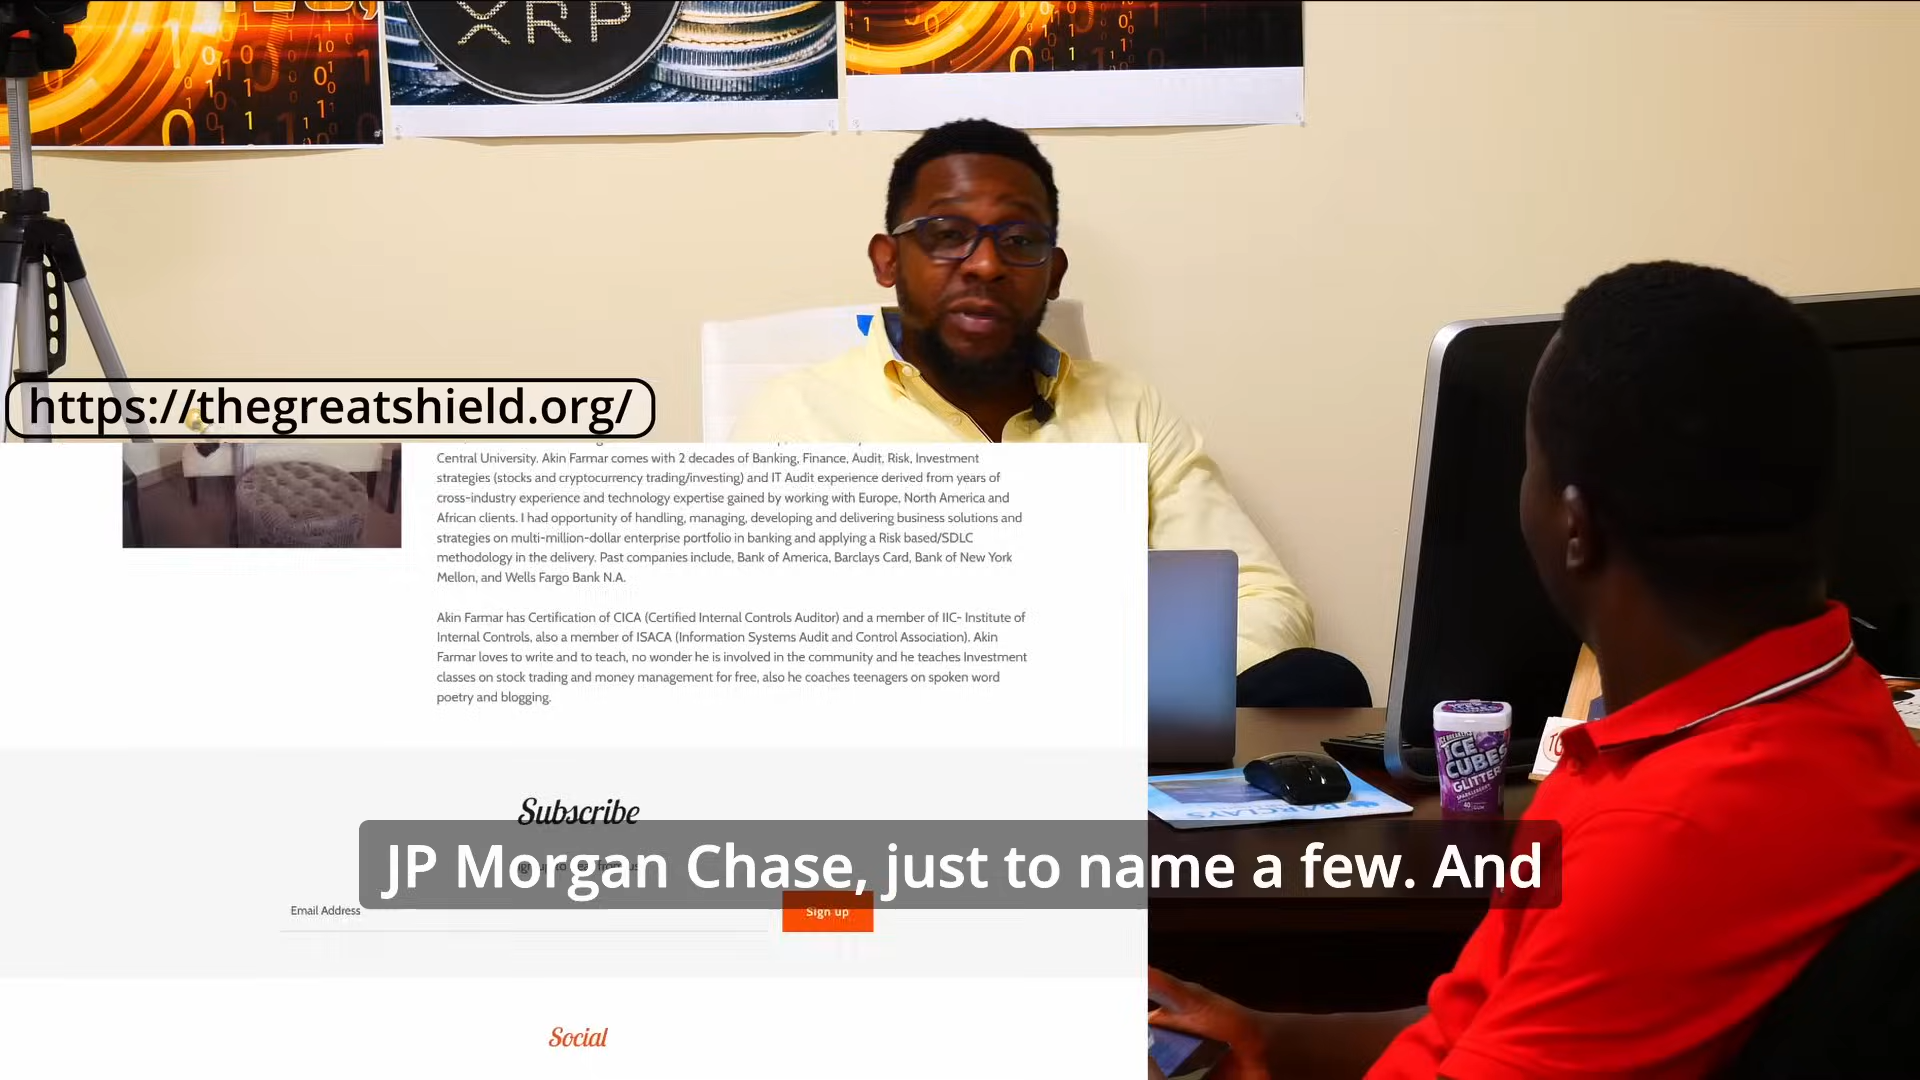 XRP
https://thegreatshield.org/
Central University. Akin Farmar comes with 2 decades of Banking, Finance, Audit, Risk, Investment
strategies (stocks and cryptocurrency trading/investing) and IT Audit experience derived from years of
cross-industry experience and technology expertise gained by working with Europe, North America and
African clients. I had opportunity of handling, managing, developing and delivering business solutions and
strategies on multi-million-dollar enterprise portfolio in banking and applying a Risk based/SDLC
methodology in the delivery. Past companies include, Bank of America, Barclays Card, Bank of New York
Mellon, and Wells Fargo Bank N.A.
Akin Farmar has Certification of CICA (Certified Internal Controls Auditor) and a member of IIC- Institute of
Internal Controls, also a member of ISACA (Information Systems Audit and Control Association). Akin
Farmar loves to write and to teach, no wonder he is involved in the community and he teaches Investment
classes on stock trading and money management for free, also he coaches teenagers on spoken word
poetry and blogging.
ICE
CUBES
GLITTER
BARCLAYS
Subscribe
JP Morgan Chase, just to name a few. And
Email Address
Sign up
Social